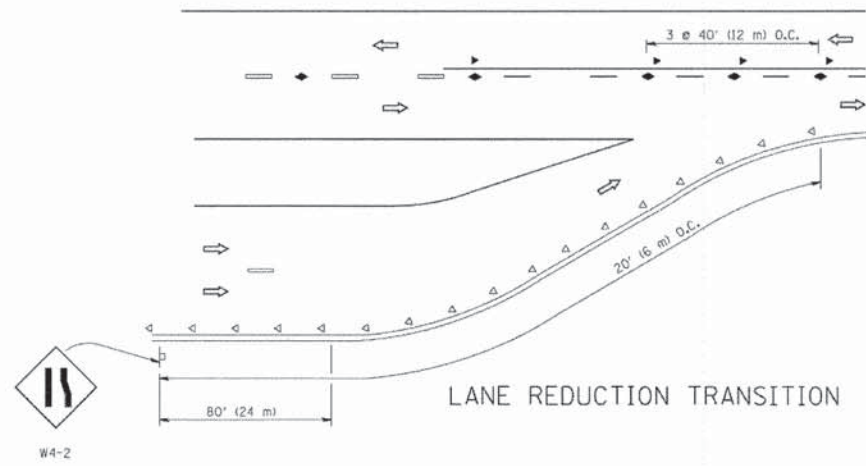 3 @ 40' (12 m) O.C.
20' (6 m) O.C.
LANE REDUCTION TRANSITION
80' (24 m)
W4-2